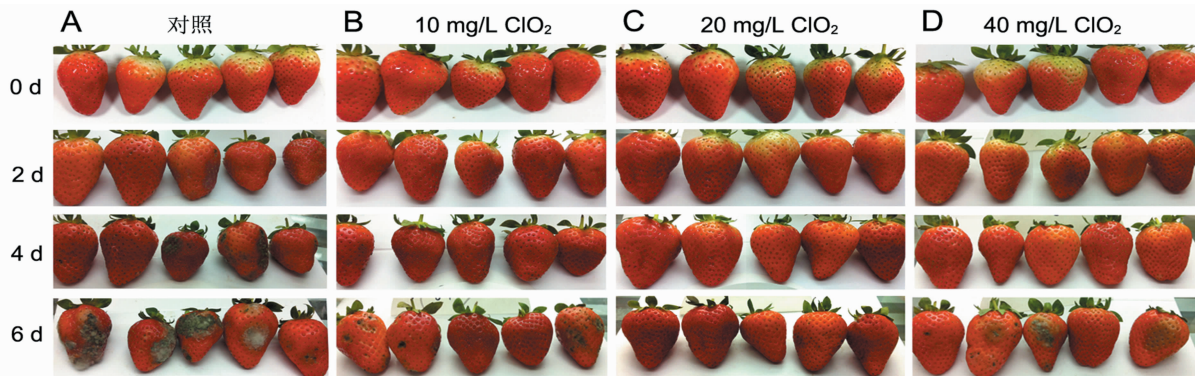 A 对照
B 10 mg/L ClO₂
C 20 mg/L ClO₂
D 40 mg/L ClO₂
0 d
2 d
4 d
6 d